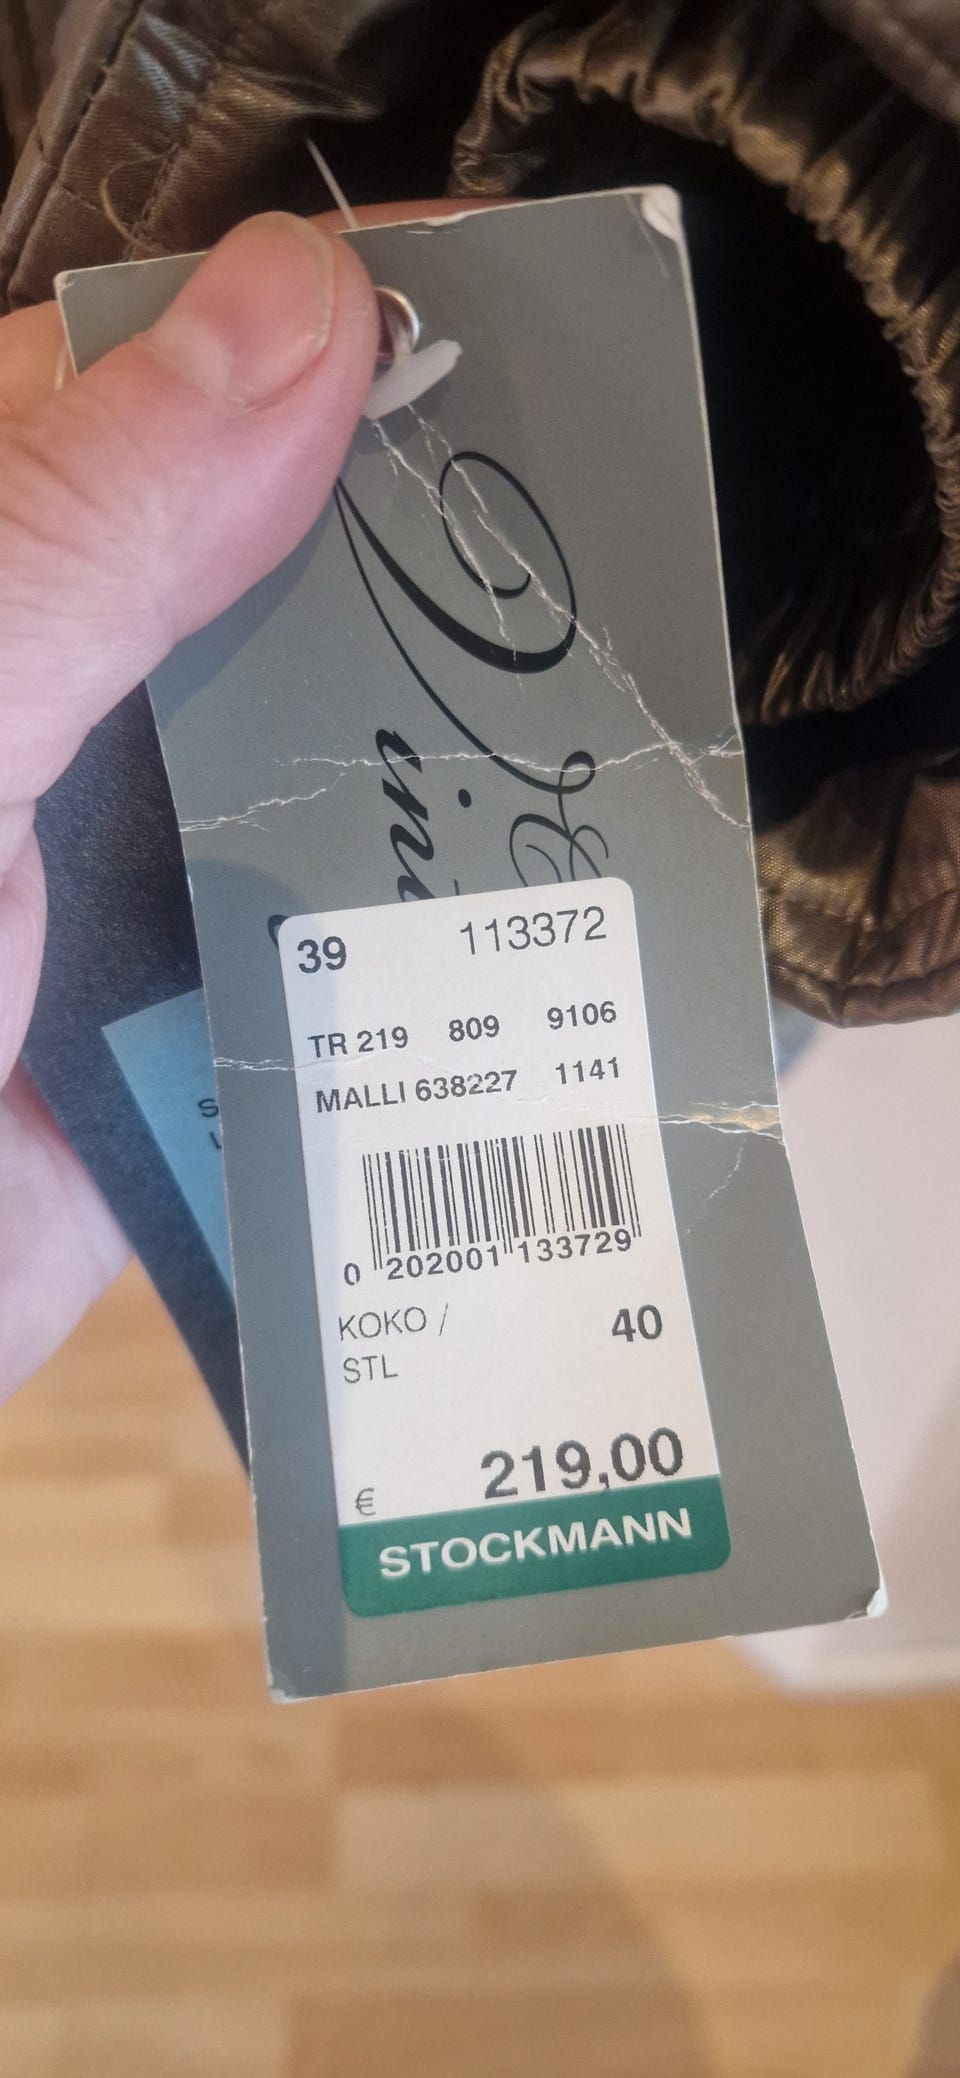 39 113372
TR 219 809 9106
MALLI 638227 1141
0 202001 133729
KOKO / 40
STL
€ 219,00
STOCKMANN